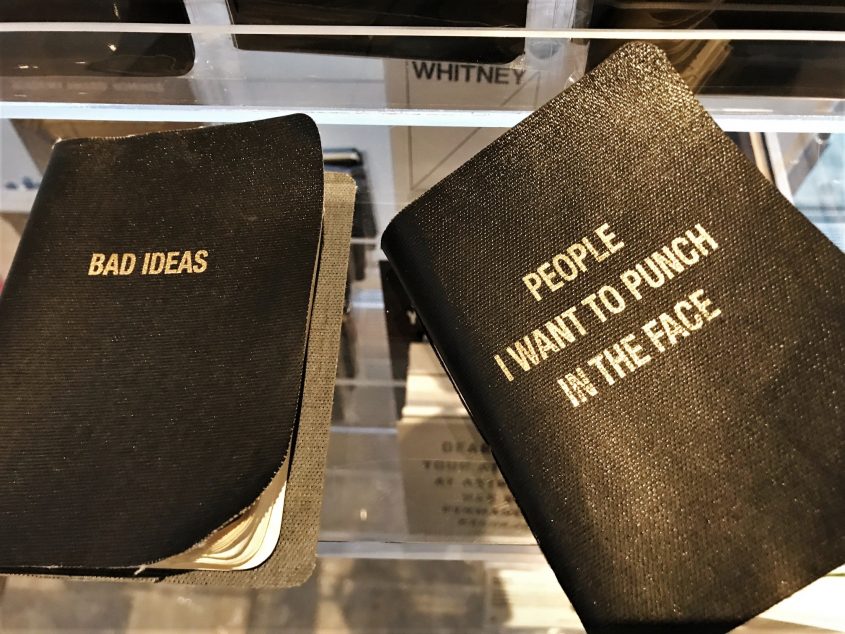 WHITNEY
BAD IDEAS
PEOPLE
I WANT TO PUNCH
IN THE FACE